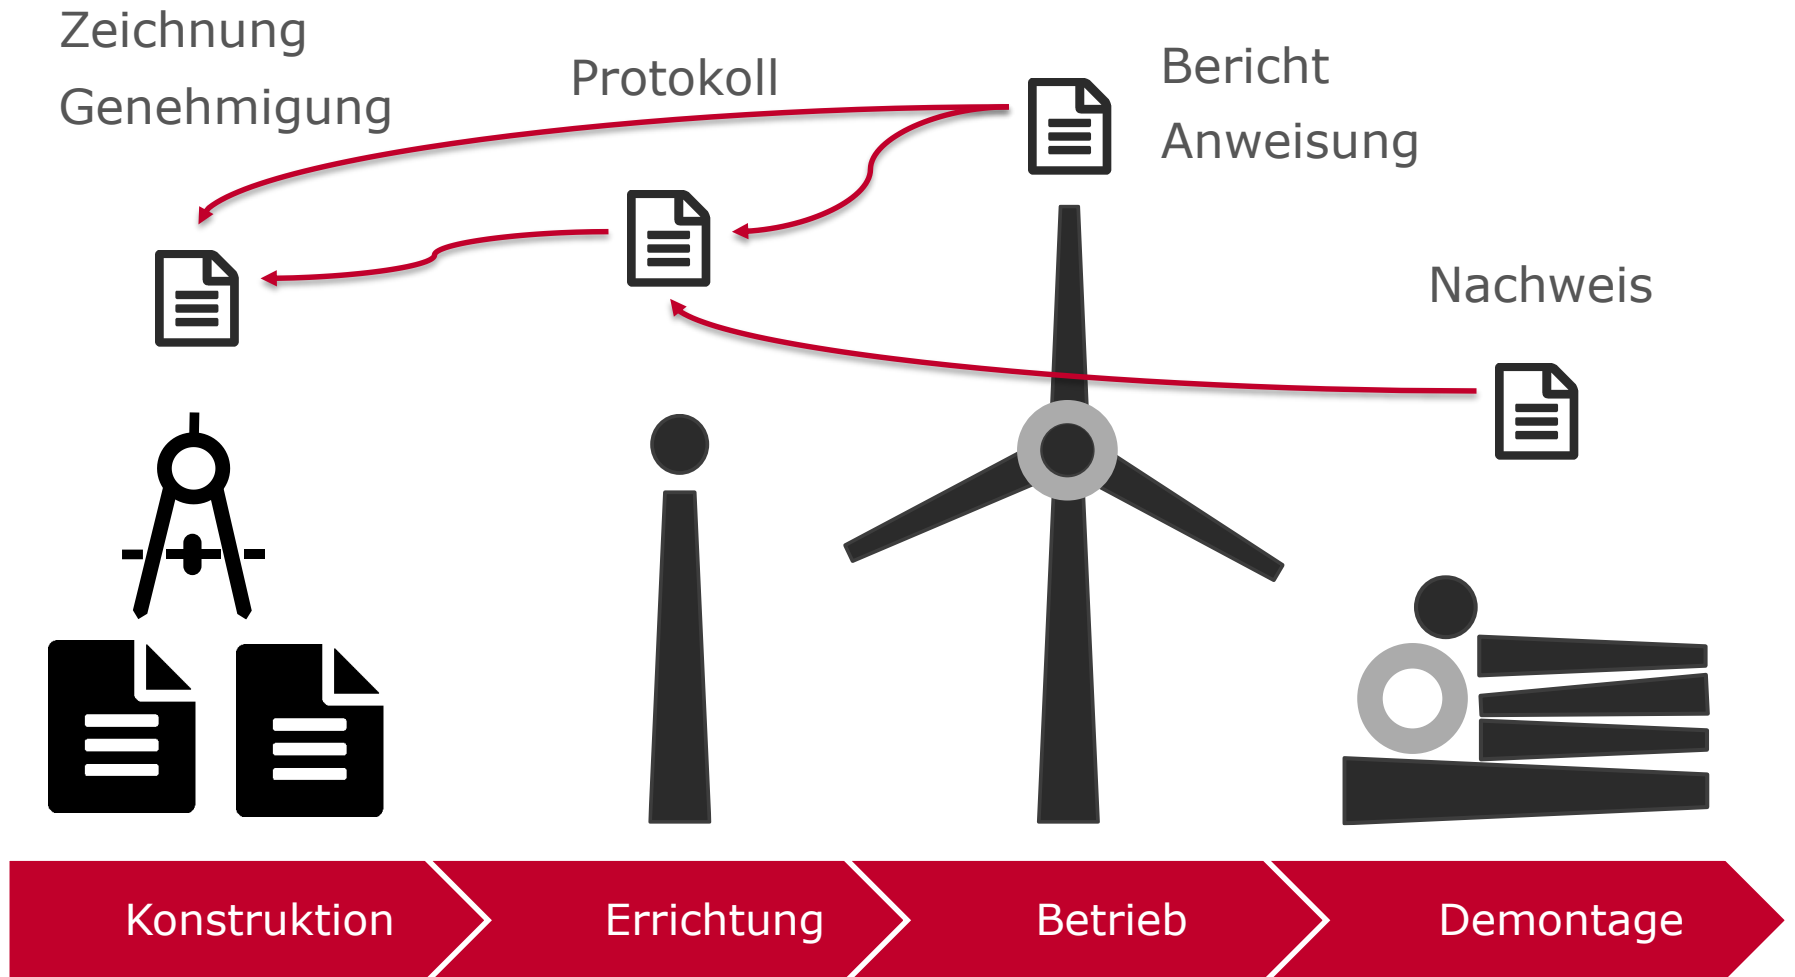 Zeichnung
Genehmigung
Protokoll
Bericht
Anweisung
Nachweis
Konstruktion
Errichtung
Betrieb
Demontage